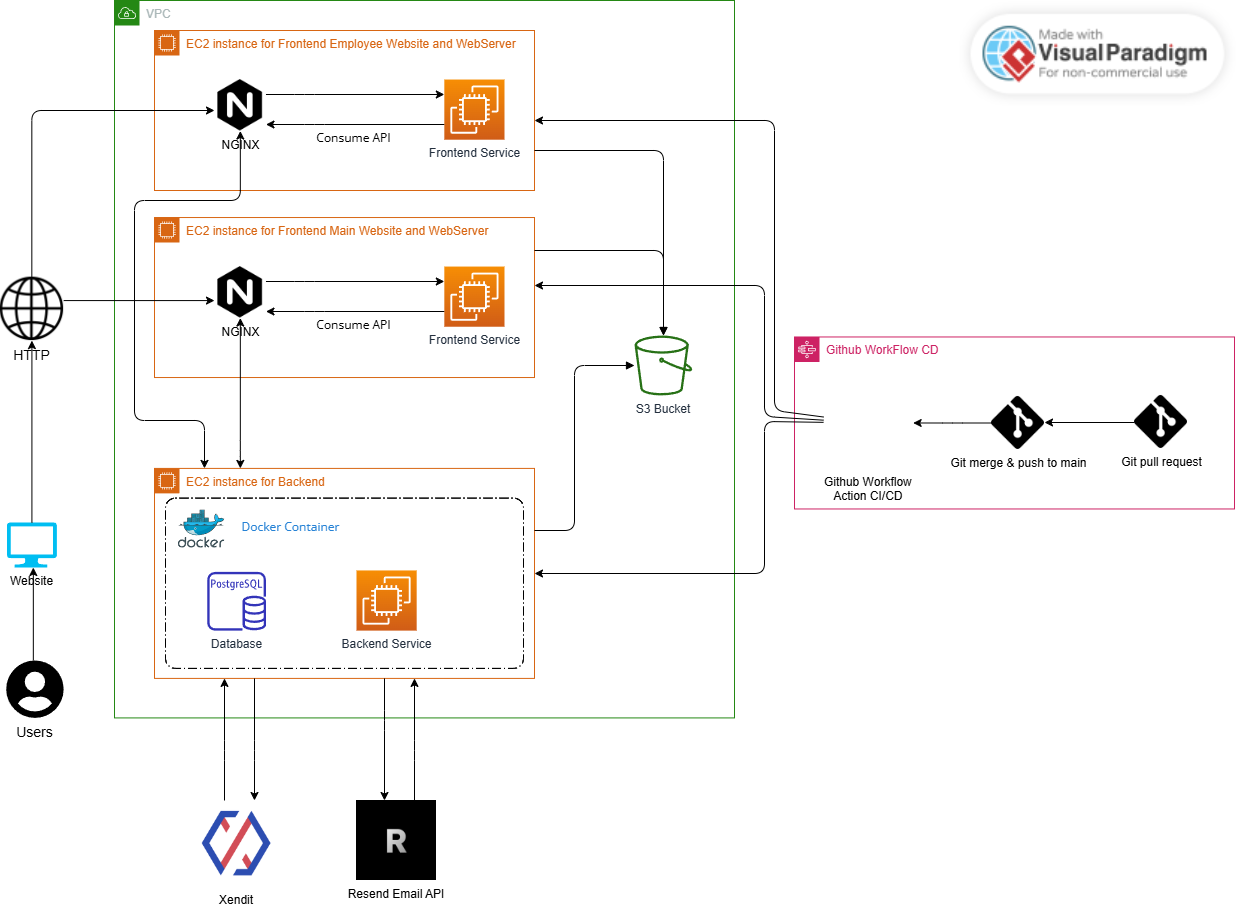 VPC
Made with
VisualParadigm
For non-commercial use
EC2 instance for Frontend Employee Website and WebServer
NGINX
Consume API
Frontend Service
EC2 instance for Frontend Main Website and WebServer
NGINX
Consume API
Frontend Service
HTTP
S3 Bucket
Github WorkFlow CD
Git merge & push to main
Git pull request
Github Workflow
Action CI/CD
EC2 instance for Backend
docker
Docker Container
PostgreSQL
Database
Backend Service
Website
Users
Xendit
R
Resend Email API